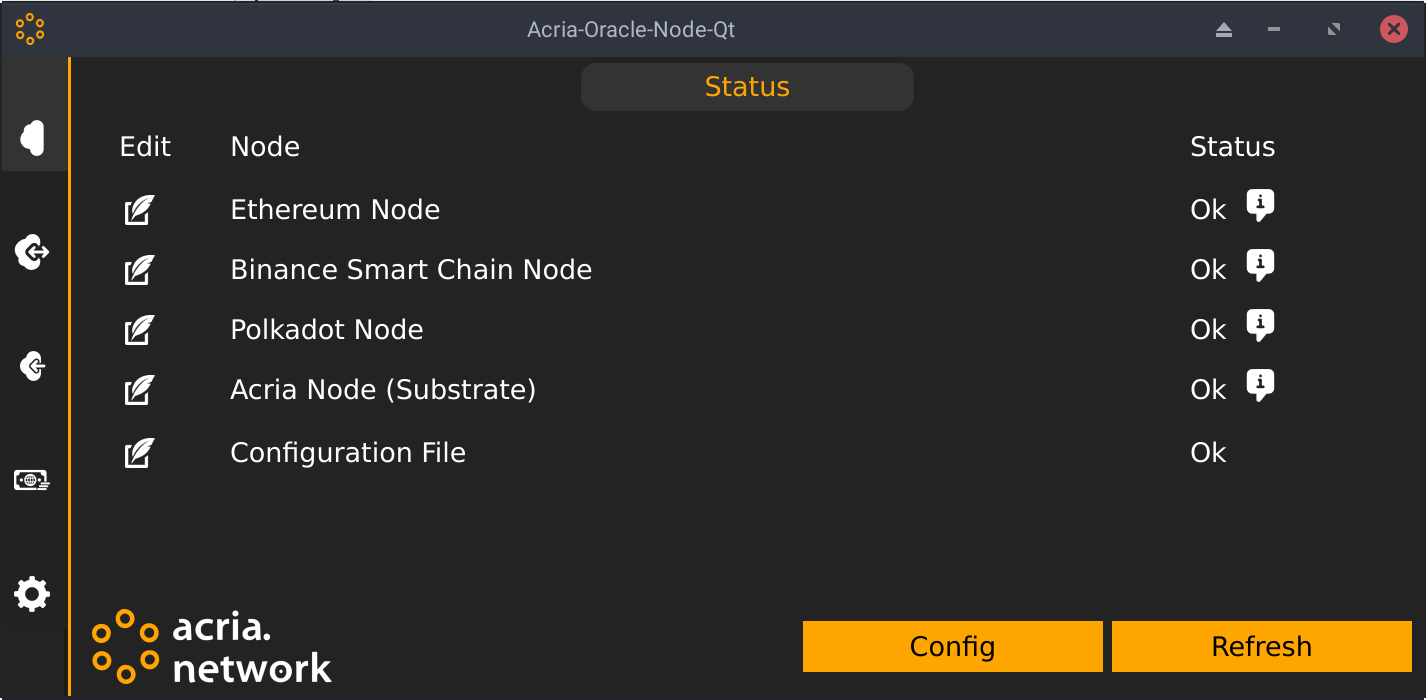 Acria-Oracle-Node-Qt
Status
Edit Node Status
Ethereum Node Ok
Binance Smart Chain Node Ok
Polkadot Node Ok
Acria Node (Substrate) Ok
Configuration File Ok
acria.
network
Config Refresh